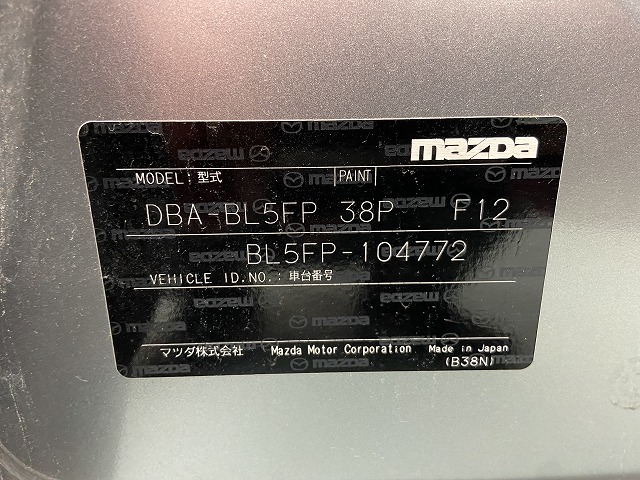 mazda
MODEL: 型式 PAINT
DBA-BL5FP 38P F12
BL5FP-104772
VEHICLE ID.NO.: 車台番号
マツダ株式会社 Mazda Motor Corporation Made in Japan
(B38N)